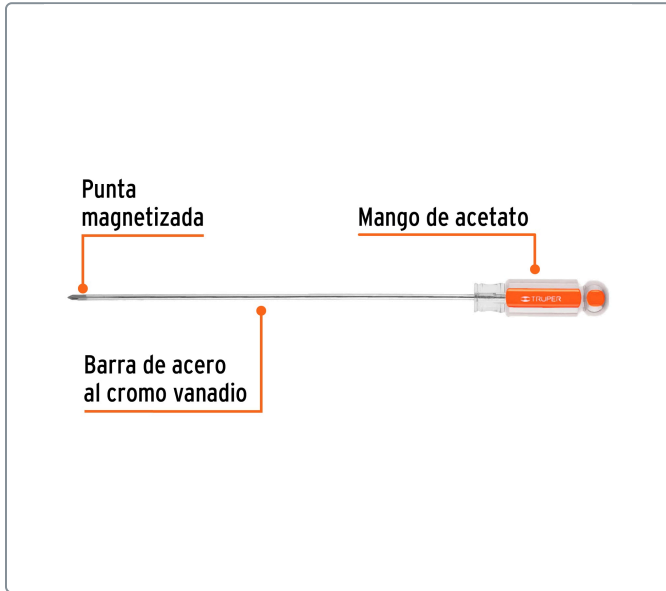 Punta
magnetizada
Mango de acetato
TRUPER
Barra de acero
al cromo vanadio